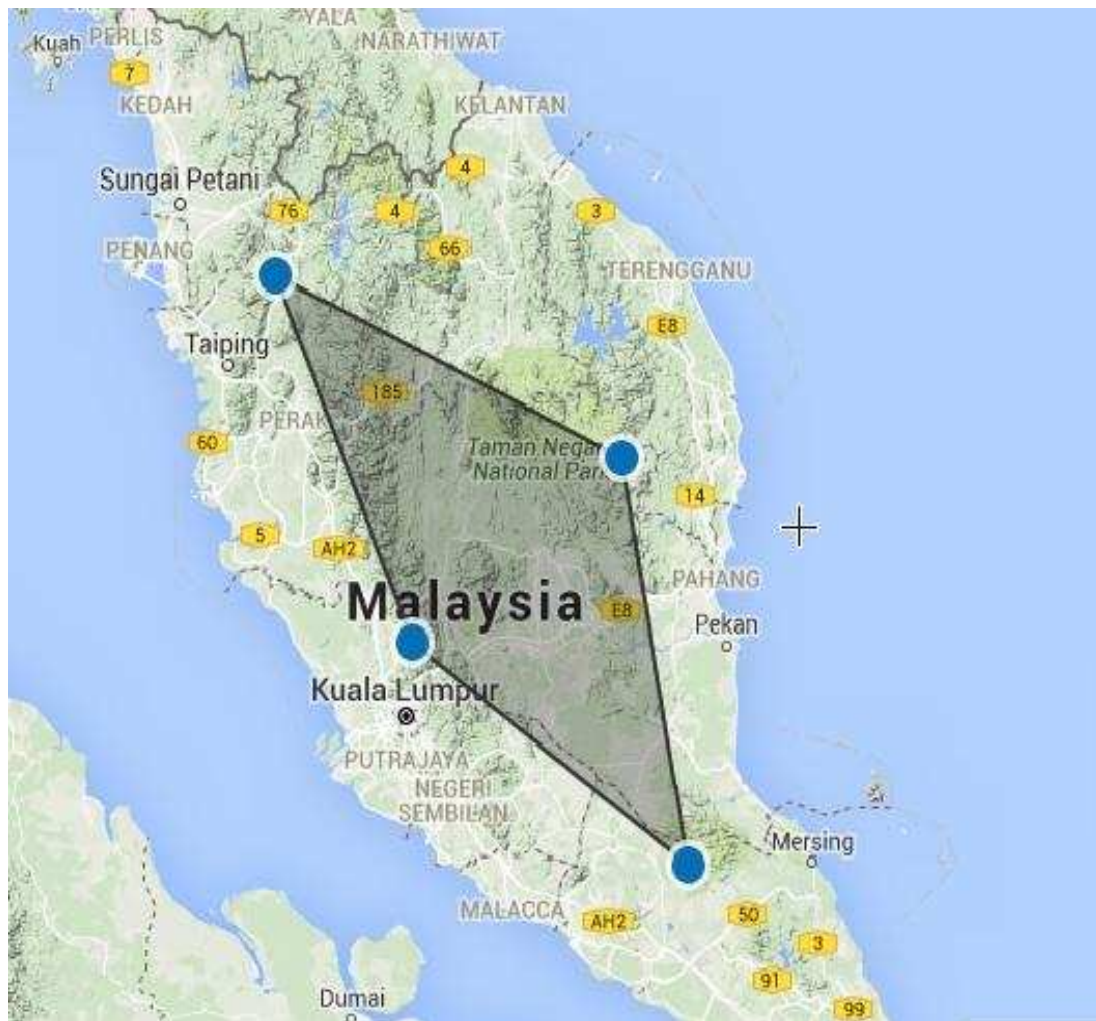 YALA
Kuah
PERLIS
NARATHIWAT
7
KEDAH
KELANTAN
4
Sungai Petani
76
4
3
66
PENANG
TERENGGANU
E8
Taiping
185
PERAK
60
Taman Negar
National Par
14
5
AH2
PAHANG
Malaysia
E8
Pekan
Kuala Lumpur
PUTRAJAYA
NEGERI
SEMBILAN
Mersing
MALACCA
AH2
50
3
91
Dumai
99